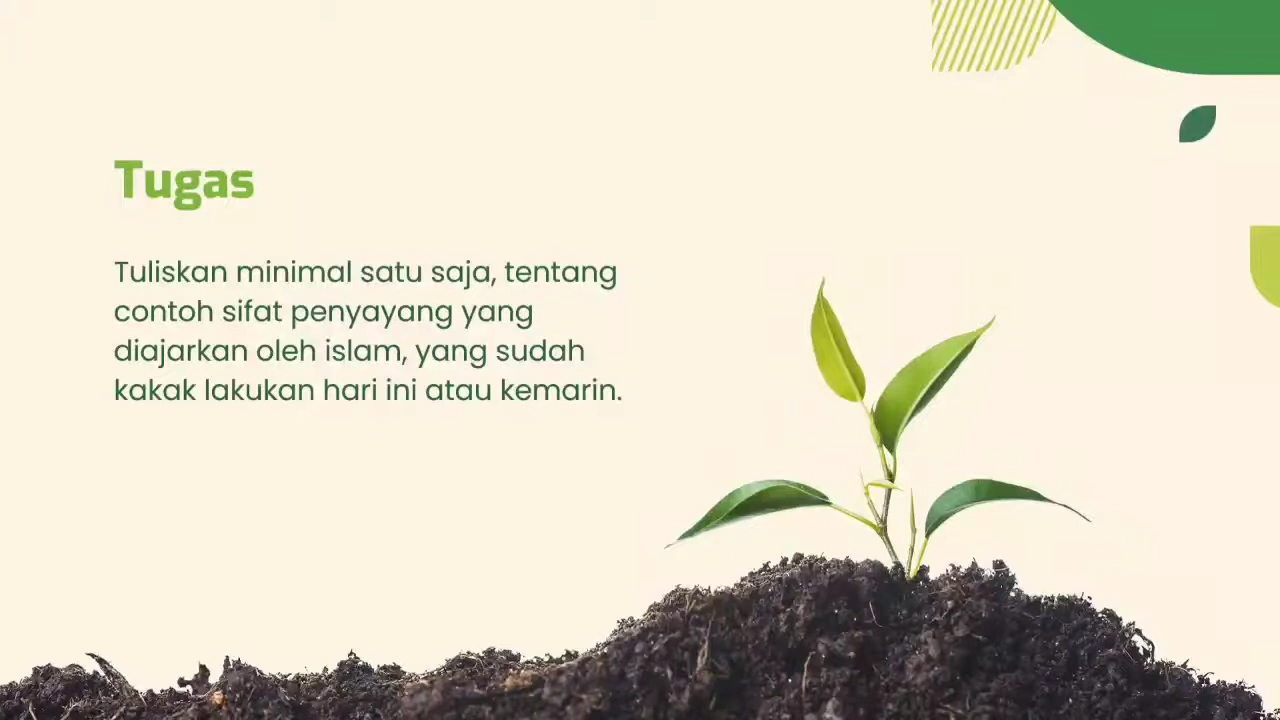 Tugas
Tuliskan minimal satu saja, tentang
contoh sifat penyayang yang
diajarkan oleh islam, yang sudah
kakak lakukan hari ini atau kemarin.